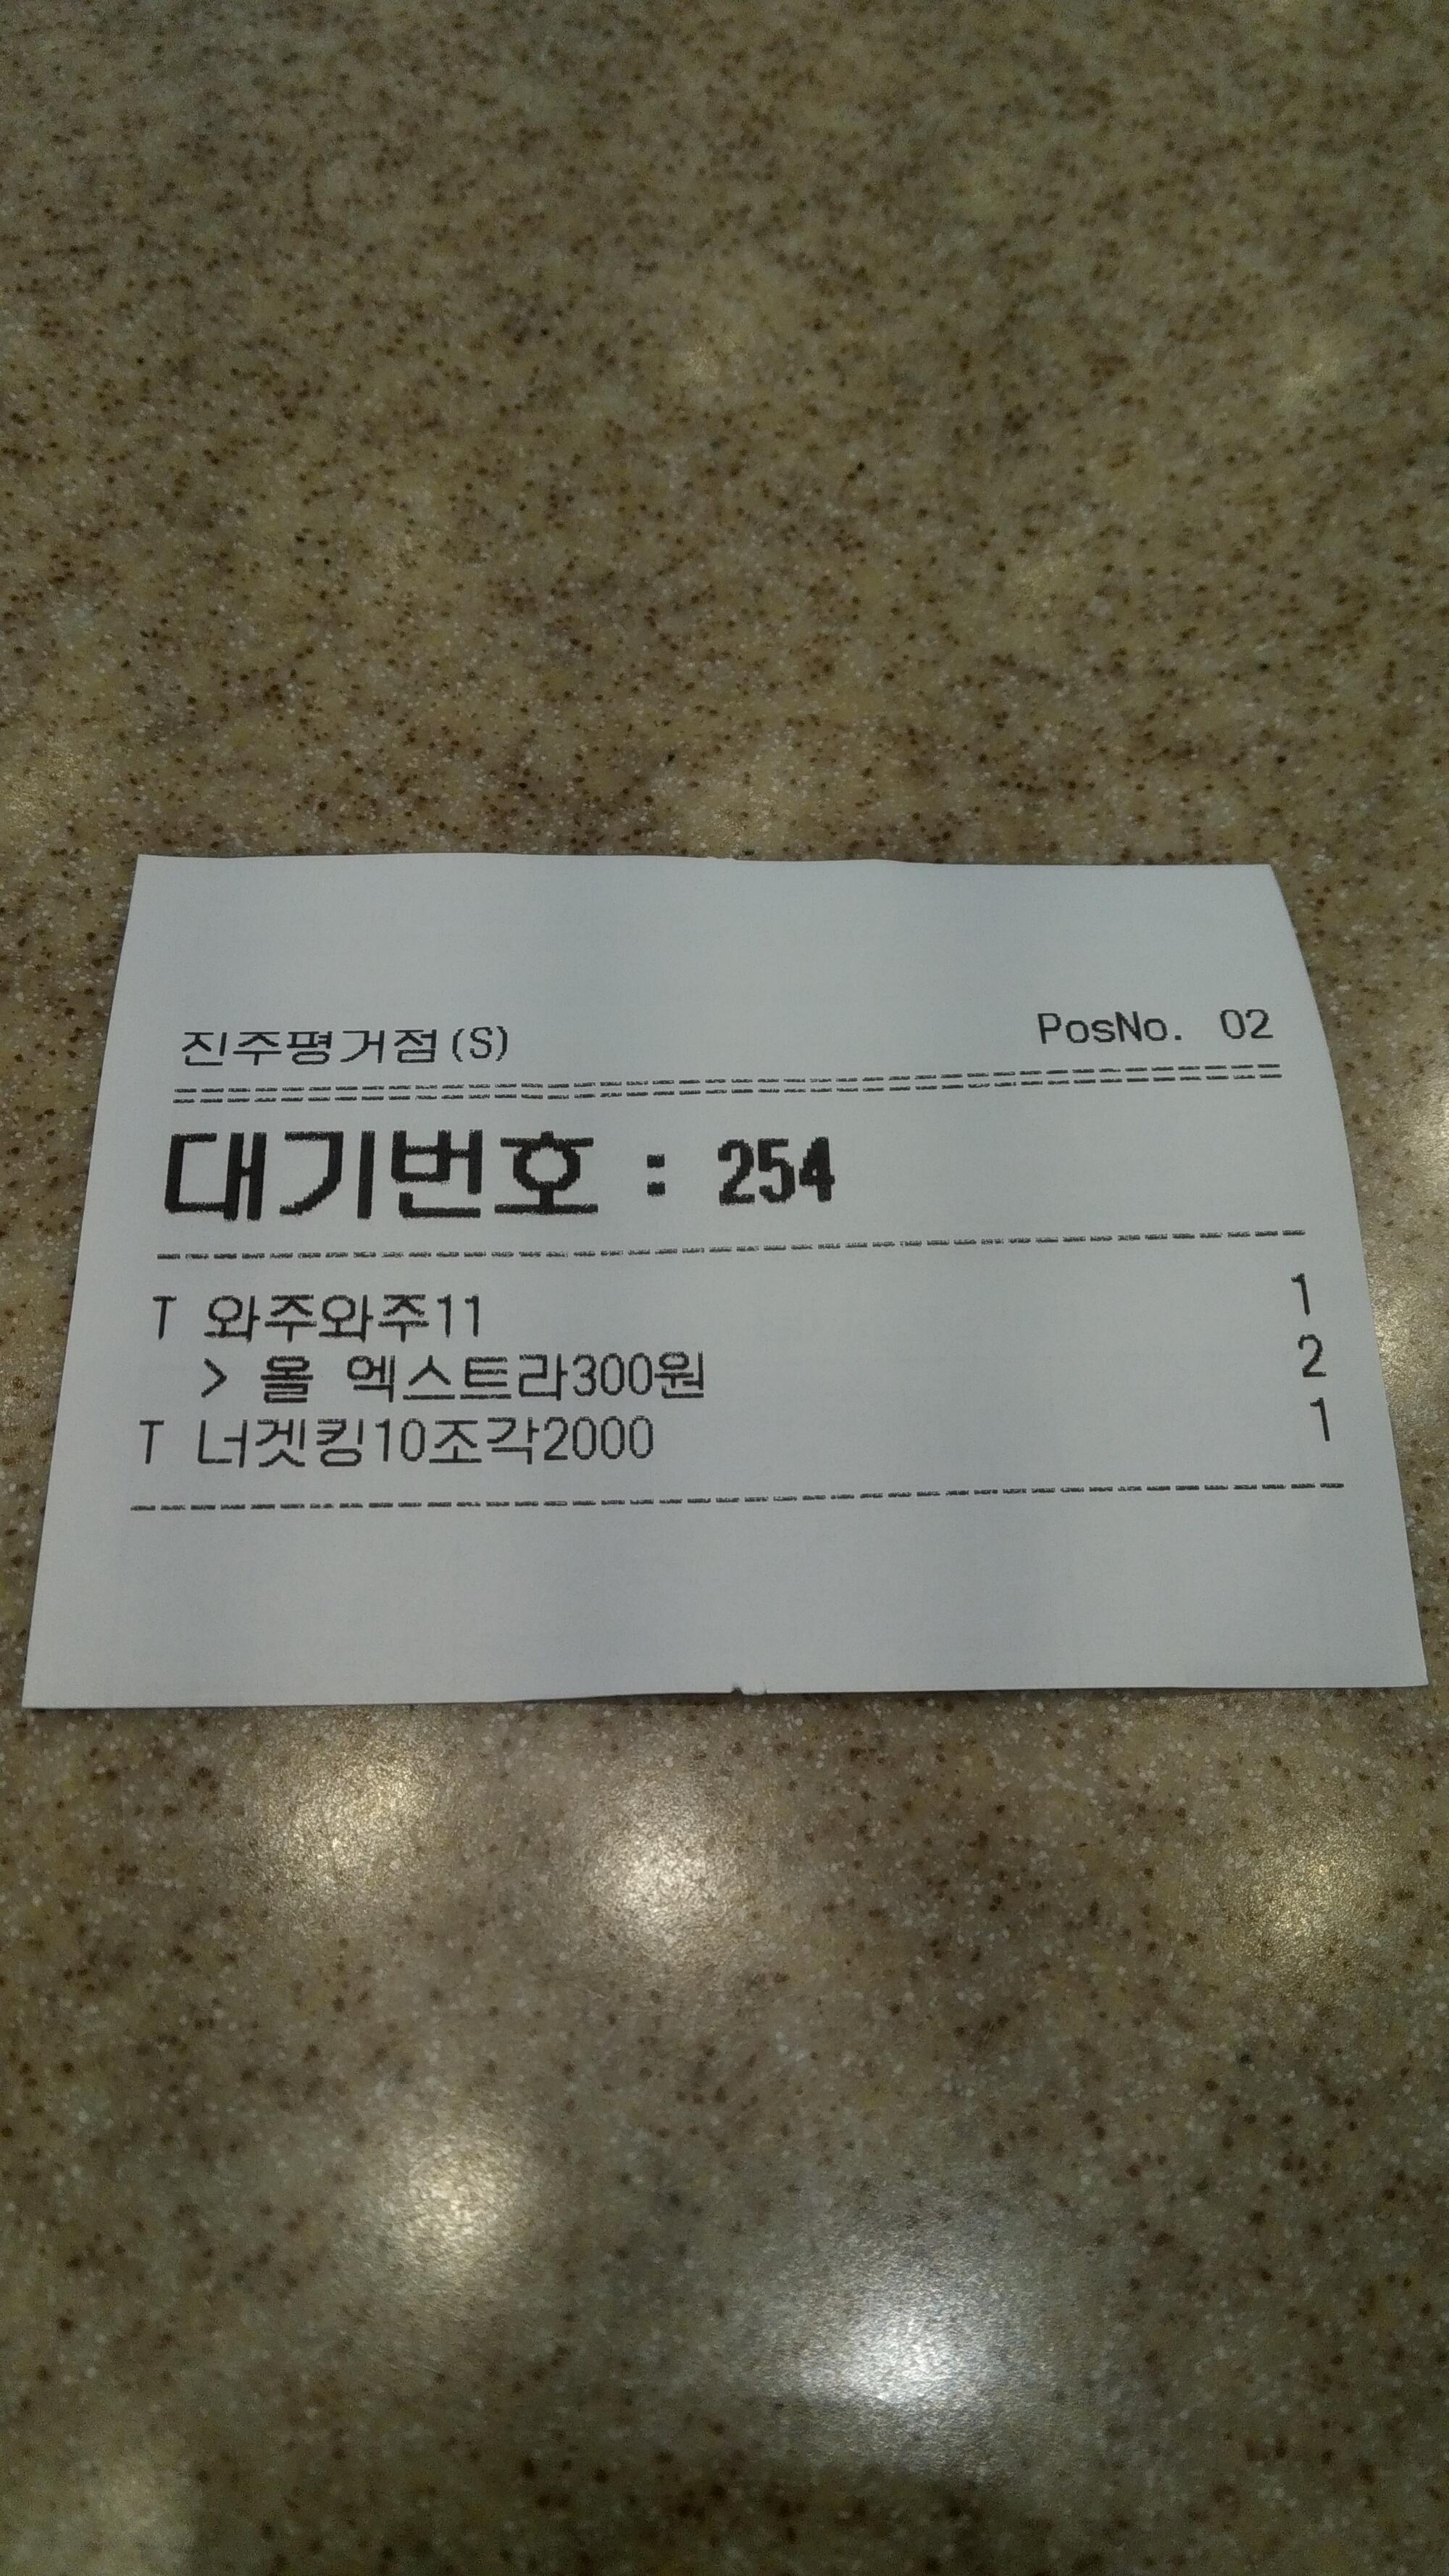 진주평거점(S) PosNo. 02
대기번호 : 254
T 와주와주11 1
> 올 엑스트라300원 2
T 너겟킹10조각2000 1